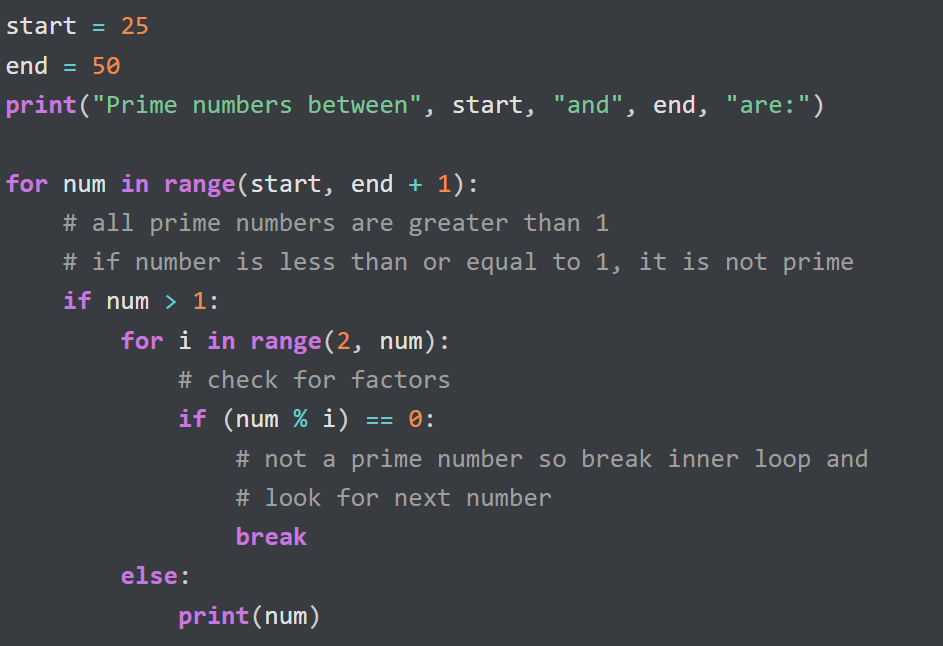 start = 25
end = 50
print("Prime numbers between", start, "and", end, "are:")

for num in range(start, end + 1):
    # all prime numbers are greater than 1
    # if number is less than or equal to 1, it is not prime
    if num > 1:
        for i in range(2, num):
            # check for factors
            if (num % i) == 0:
                # not a prime number so break inner loop and
                # look for next number
                break
        else:
            print(num)